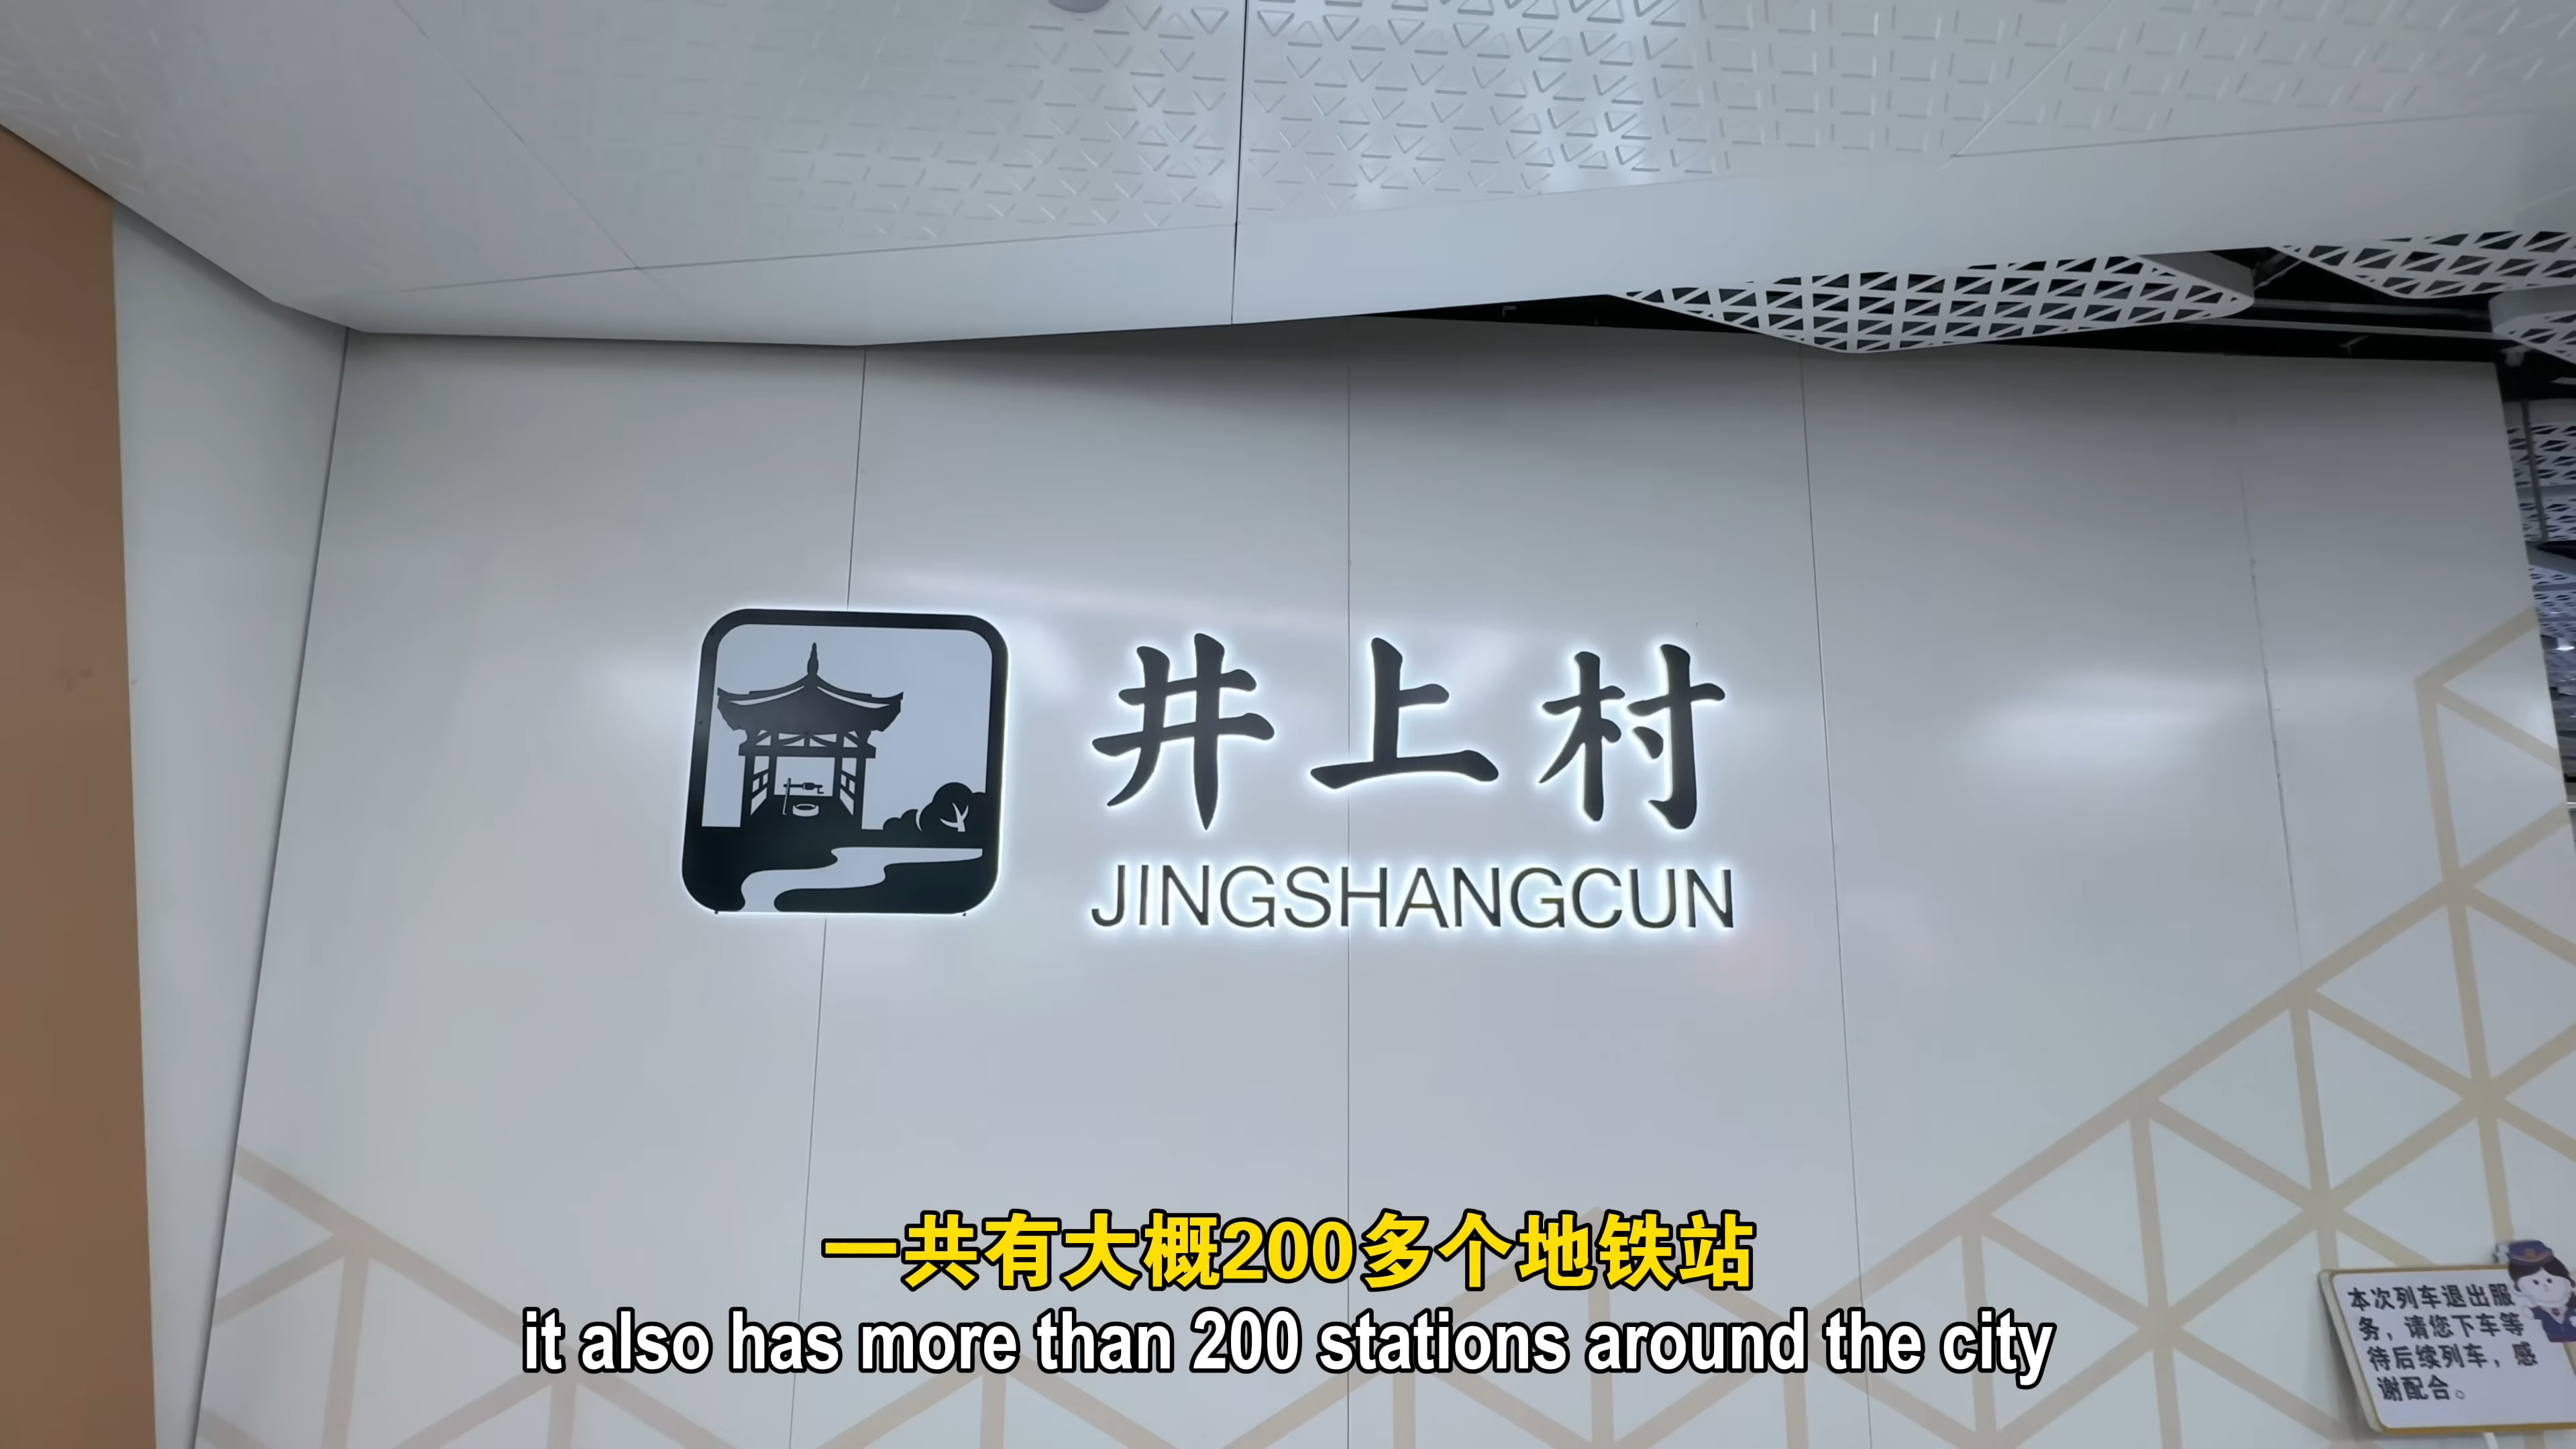 井上村
JINGSHANGCUN
一共有大概200多个地铁站
it also has more than 200 stations around the city
本次列车退出服
务，请您下车等
待后续列车，感
谢配合。